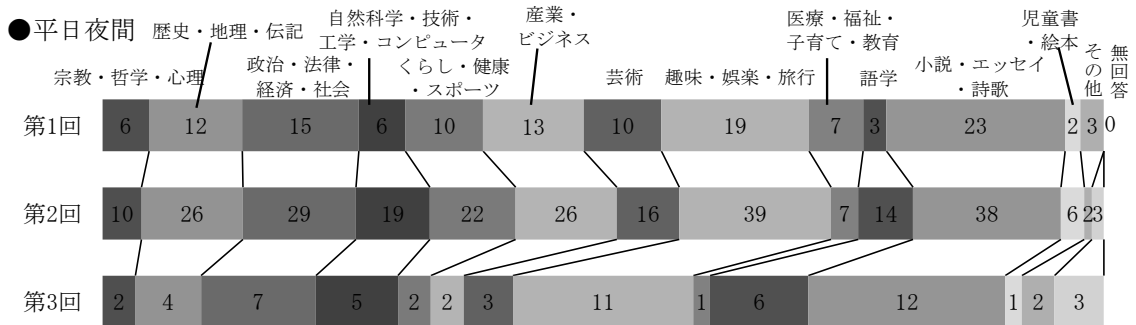 ●平日夜間
宗教・哲学・心理
歴史・地理・伝記
政治・法律・
経済・社会
自然科学・技術・
工学・コンピュータ
くらし・健康
・スポーツ
産業・
ビジネス
芸術
趣味・娯楽・旅行
医療・福祉・
子育て・教育
語学
小説・エッセイ
・詩歌
児童書
・絵本
その他
無回答
第1回 6 12 15 6 10 13 10 19 7 3 23 2 3 0
第2回 10 26 29 19 22 26 16 39 7 14 38 6 2 3
第3回 2 4 7 5 2 2 3 11 1 6 12 1 2 3